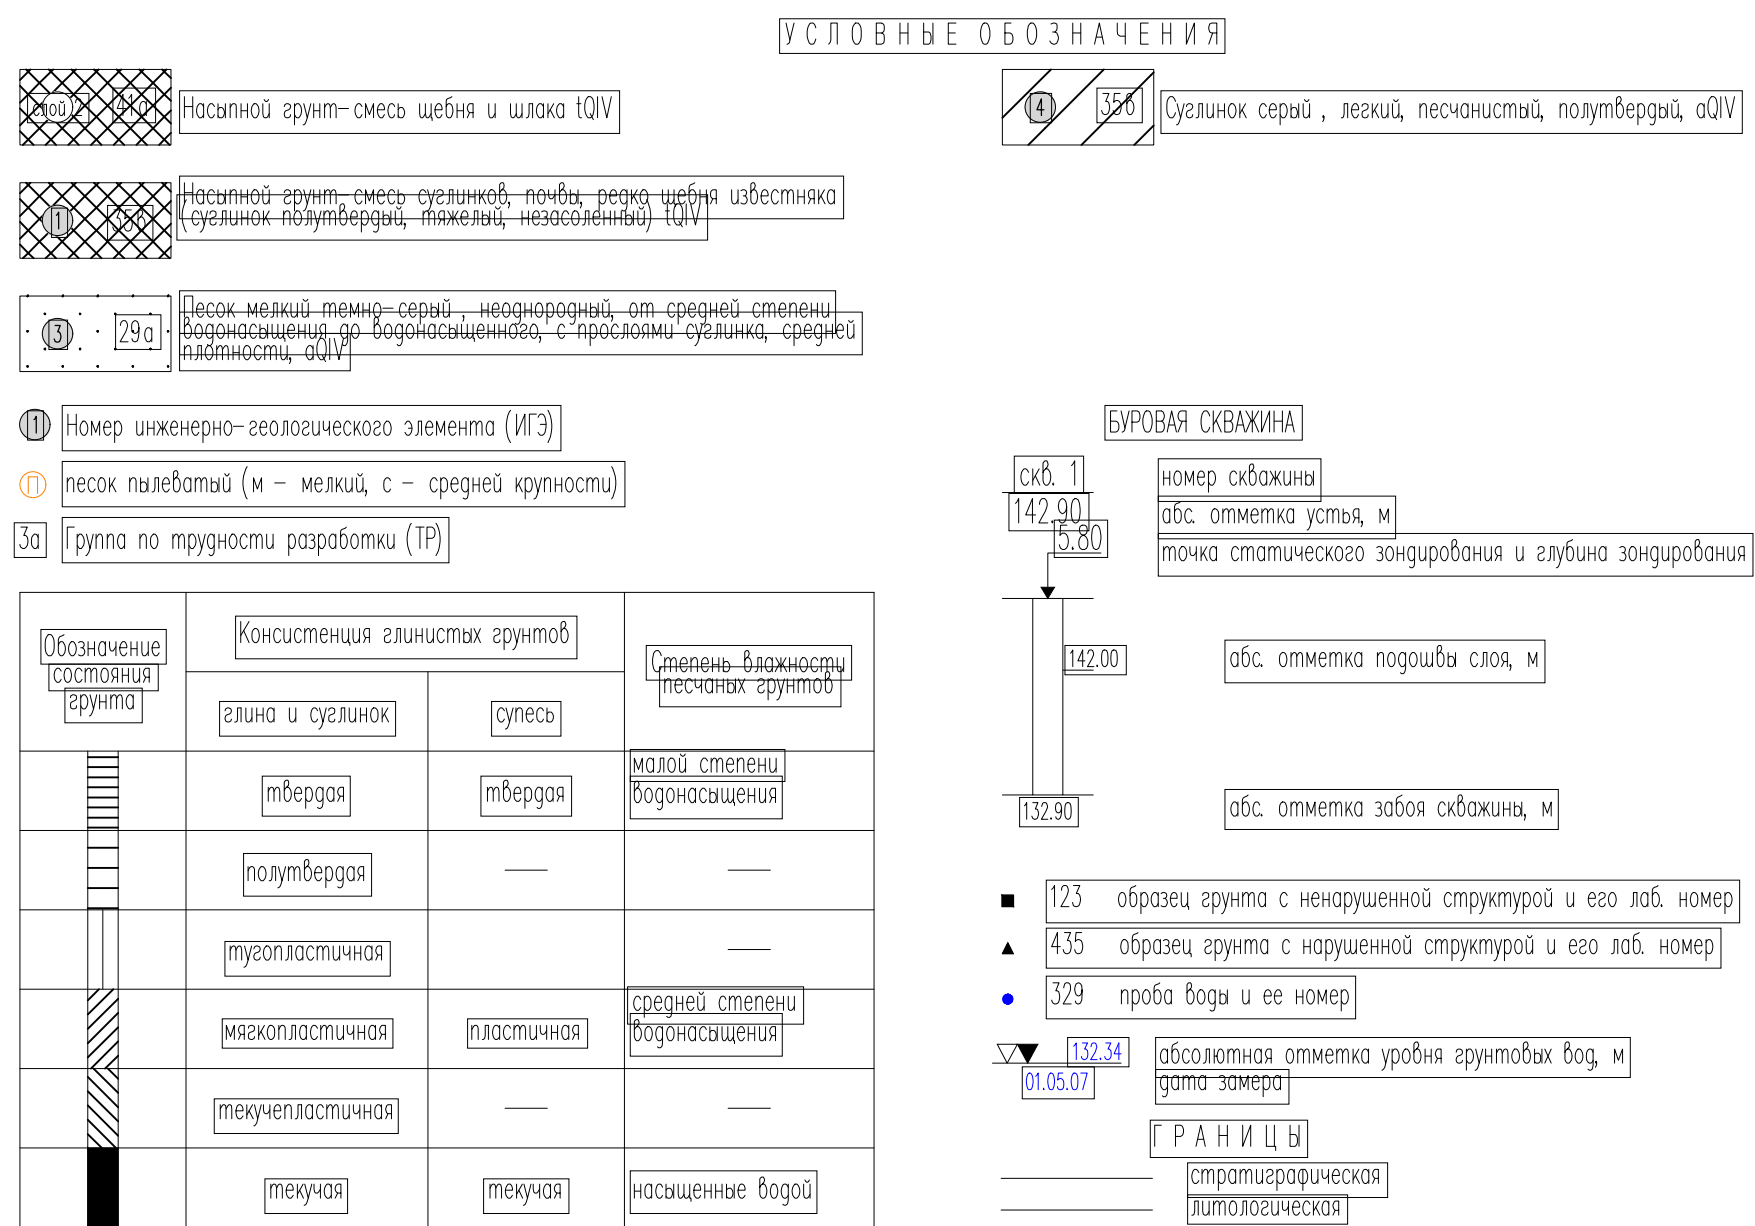 УСЛОВНЫЕ ОБОЗНАЧЕНИЯ
слой 2 41а Насыпной грунт-смесь щебня и шлака tQIV
1 35в Насыпной грунт-смесь суглинков, почвы, редко щебня известняка
(суглинок полутвердый, тяжелый, незасоленный) tQIV
3 29а Песок мелкий темно-серый , неоднородный, от средней степени
водонасыщения до водонасыщенного, с прослоями суглинка, средней
плотности, aQIV
4 35в Суглинок серый , легкий, песчанистый, полутвердый, aQIV
1 Номер инженерно-геологического элемента (ИГЭ)
П песок пылеватый (м - мелкий, с - средней крупности)
3а Группа по трудности разработки (ТР)
Обозначение
состояния
грунта
Консистенция глинистых грунтов
глина и суглинок
супесь
Степень влажности
песчаных грунтов
твердая твердая малой степени
водонасыщения
полутвердая — —
тугопластичная —
мягкопластичная пластичная средней степени
водонасыщения
текучепластичная — —
текучая текучая насыщенные водой
БУРОВАЯ СКВАЖИНА
скв. 1 номер скважины
142.90 абс. отметка устья, м
5.80 точка статического зондирования и глубина зондирования
142.00 абс. отметка подошвы слоя, м
132.90 абс. отметка забоя скважины, м
123 образец грунта с ненарушенной структурой и его лаб. номер
435 образец грунта с нарушенной структурой и его лаб. номер
329 проба воды и ее номер
132.34 абсолютная отметка уровня грунтовых вод, м
01.05.07 дата замера
ГРАНИЦЫ
стратиграфическая
литологическая